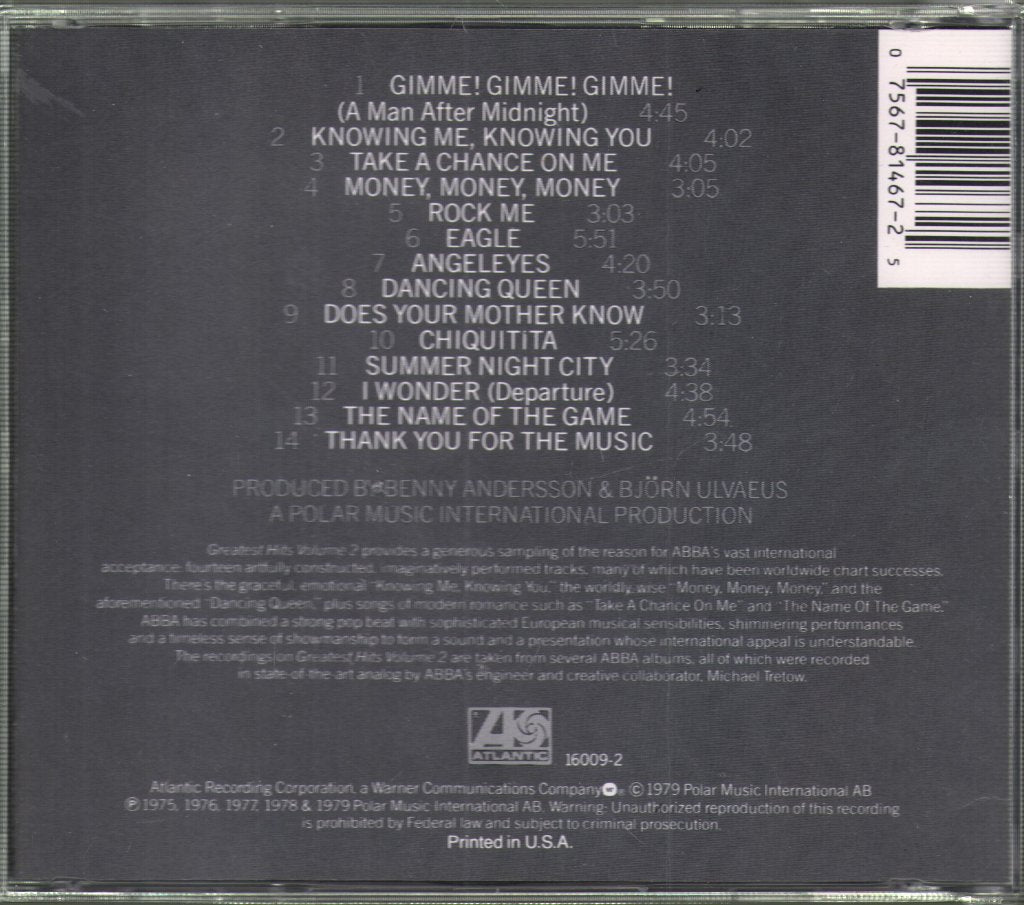 1 GIMME! GIMME! GIMME!
(A Man After Midnight) 4:45
2 KNOWING ME, KNOWING YOU 4:02
3 TAKE A CHANCE ON ME 4:05
4 MONEY, MONEY, MONEY 3:05
5 ROCK ME 3:03
6 EAGLE 5:51
7 ANGELEYES 4:20
8 DANCING QUEEN 3:50
9 DOES YOUR MOTHER KNOW 3:13
10 CHIQUITiTA 5:26
11 SUMMER NIGHT CITY 3:34
12 I WONDER (Departure) 4:38
13 THE NAME OF THE GAME 4:54
14 THANK YOU FOR THE MUSIC 3:48
PRODUCED BY BENNY ANDERSSON & BJÖRN ULVAEUS
A POLAR MUSIC INTERNATIONAL PRODUCTION
Greatest Hits Volume 2 provides a generous sampling of the reason for ABBA's vast international
acceptance: fourteen artfully constructed, imaginatively performed tracks, many of which have been worldwide chart successes.
There's the graceful, emotional "Knowing Me, Knowing You," the worldly wise "Money, Money, Money," and the
aforementioned "Dancing Queen," plus songs of modern romance such as "Take A Chance On Me" and "The Name Of The Game."
ABBA has combined a strong pop beat with sophisticated European musical sensibilities, shimmering performances
and a timeless sense of showmanship to form a sound and a presentation whose international appeal is understandable.
The recordings on Greatest Hits Volume 2 are taken from several ABBA albums, all of which were recorded
in state-of-the-art analog by ABBA's engineer and creative collaborator, Michael Tretow.
ATLANTIC
16009-2
Atlantic Recording Corporation, a Warner Communications Company ® © 1979 Polar Music International AB
℗ 1975, 1976, 1977, 1978 & 1979 Polar Music International AB. Warning: Unauthorized reproduction of this recording
is prohibited by Federal law and subject to criminal prosecution.
Printed in U.S.A.
0 7567-81467-2 5